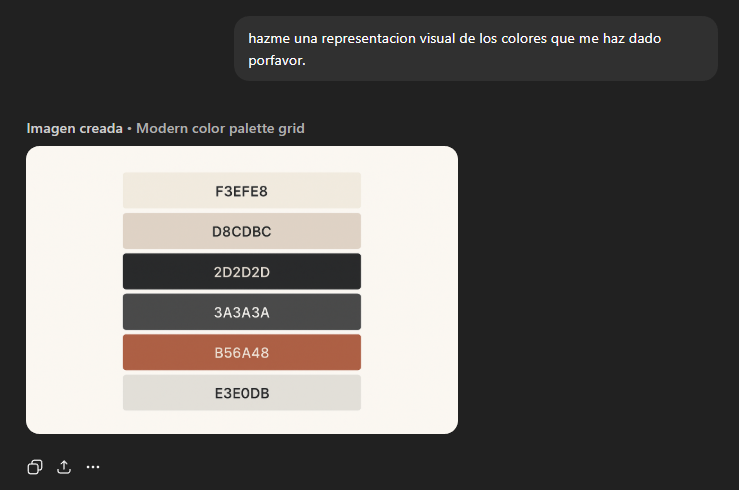 hazme una representacion visual de los colores que me haz dado
porfavor.
Imagen creada • Modern color palette grid
F3EFE8
D8CDBC
2D2D2D
3A3A3A
B56A48
E3E0DB